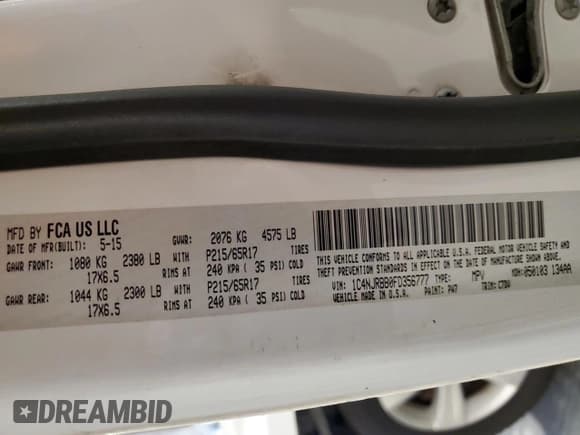 MFD BY FCA US LLC
DATE OF MFR(BUILT): 5-15
GVWR: 2076 KG 4575 LB
GAWR FRONT: 1080 KG 2380 LB WITH P215/65R17 TIRES
17X6.5 RIMS AT 240 KPA ( 35 PSI) COLD
GAWR REAR: 1044 KG 2300 LB WITH P215/65R17 TIRES
17X6.5 RIMS AT 240 KPA ( 35 PSI) COLD
THIS VEHICLE CONFORMS TO ALL APPLICABLE U.S.A. FEDERAL MOTOR VEHICLE SAFETY AND
THEFT PREVENTION STANDARDS IN EFFECT ON THE DATE OF MANUFACTURE SHOWN ABOVE.
VIN: 1C4NJRBB0FD356777 TYPE: MPV MDH: 050103 134AA
VEHICLE MADE IN U.S.A. PAINT: PW7 TRIM:
DREAMBID